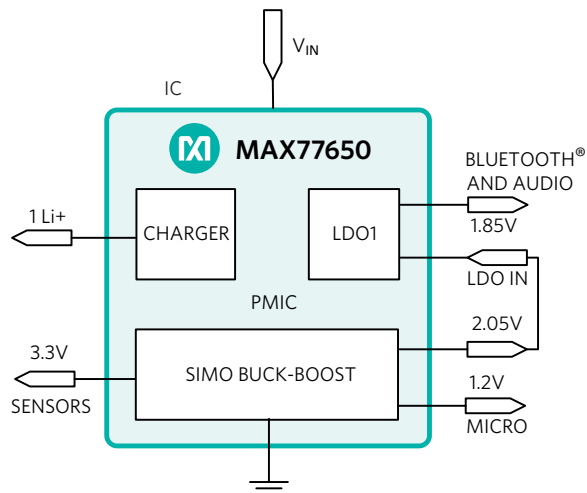 V_IN
IC
MAX77650
BLUETOOTH®
AND AUDIO
1.85V
1 Li+
CHARGER
LDO1
LDO IN
PMIC
2.05V
3.3V
SIMO BUCK-BOOST
1.2V
SENSORS
MICRO